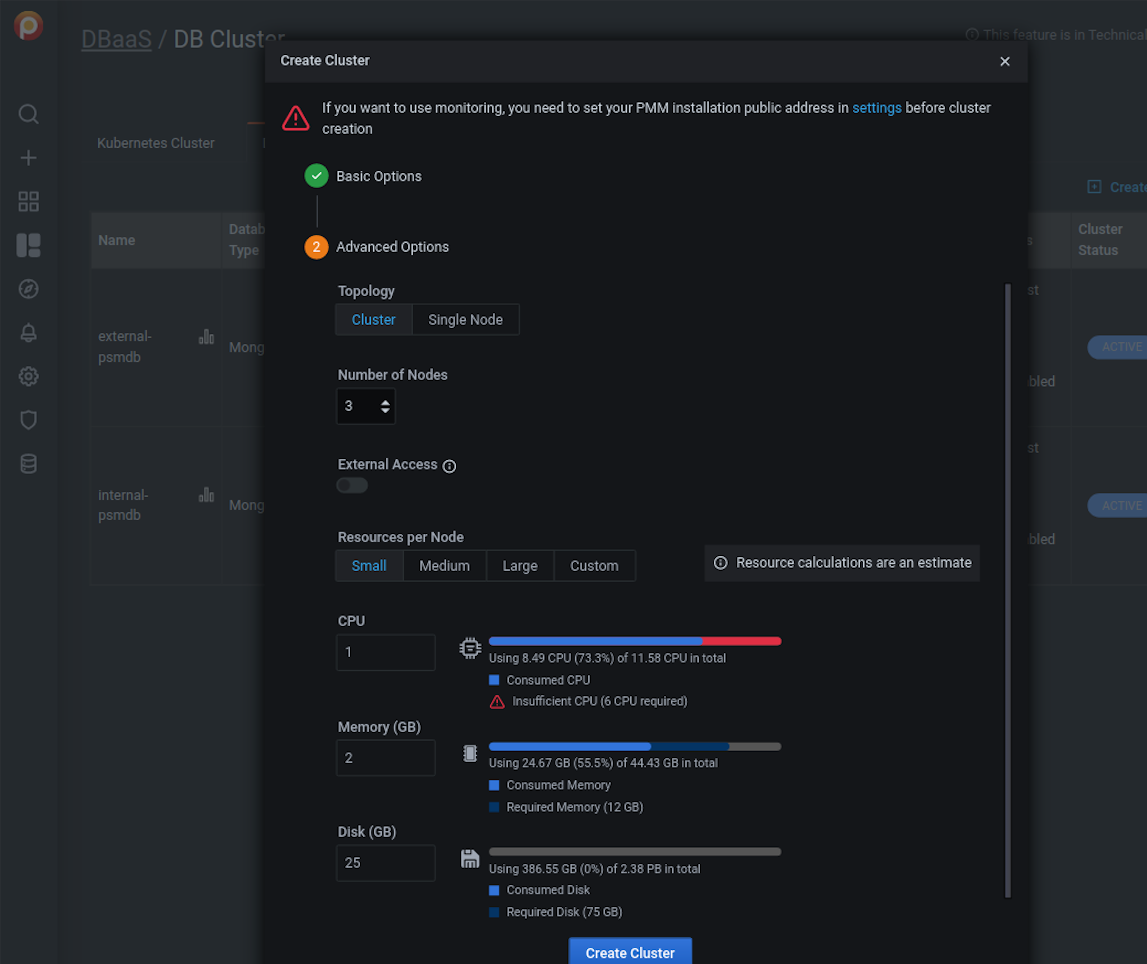 DBaaS / DB Cluster
This feature is in Technical
Create Cluster
If you want to use monitoring, you need to set your PMM installation public address in settings before cluster
creation
Kubernetes Cluster
Basic Options
Create
2 Advanced Options
Name
Datab
Type
Cluster
Status
Topology
Cluster Single Node
Number of Nodes
3
external-
psmdb
Mong
ACTIVE
bled
External Access
internal-
psmdb
Mong
ACTIVE
bled
Resources per Node
Small Medium Large Custom
Resource calculations are an estimate
CPU
1
Using 8.49 CPU (73.3%) of 11.58 CPU in total
Consumed CPU
Insufficient CPU (6 CPU required)
Memory (GB)
2
Using 24.67 GB (55.5%) of 44.43 GB in total
Consumed Memory
Required Memory (12 GB)
Disk (GB)
25
Using 386.55 GB (0%) of 2.38 PB in total
Consumed Disk
Required Disk (75 GB)
Create Cluster